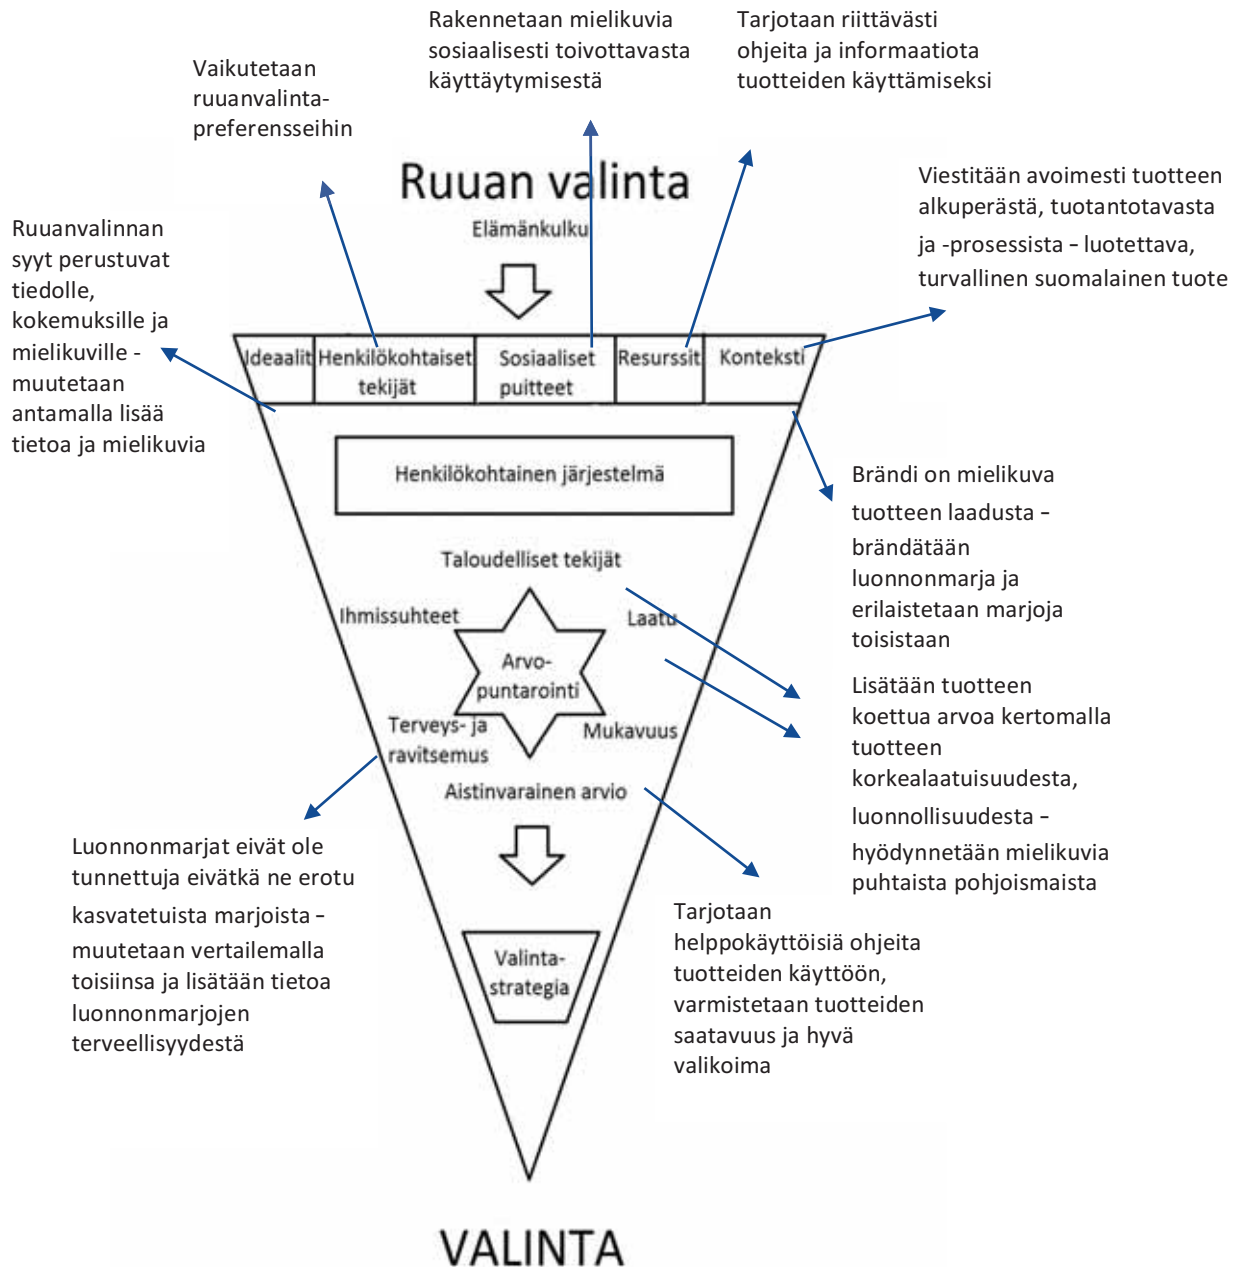 Rakennetaan mielikuvia
sosiaalisesti toivottavasta
käyttäytymisestä
Tarjotaan riittävästi
ohjeita ja informaatiota
tuotteiden käyttämiseksi
Vaikutetaan
ruuanvalinta-
preferensseihin
Ruuan valinta
Elämänkulku
Viestitään avoimesti tuotteen
alkuperästä, tuotantotavasta
ja -prosessista – luotettava,
turvallinen suomalainen tuote
Ruuanvalinnan
syyt perustuvat
tiedolle,
kokemuksille ja
mielikuville -
muutetaan
antamalla lisää
tietoa ja mielikuvia
Ideaalit
Henkilökohtaiset
tekijät
Sosiaaliset
puitteet
Resurssit
Konteksti
Henkilökohtainen järjestelmä
Brändi on mielikuva
tuotteen laadusta –
brändätään
luonnonmarja ja
erilaistetaan marjoja
toisistaan
Taloudelliset tekijät
Ihmissuhteet
Laatu
Arvo-
puntarointi
Terveys- ja
ravitsemus
Mukavuus
Aistinvarainen arvio
Lisätään tuotteen
koettua arvoa kertomalla
tuotteen
korkealaatuisuudesta,
luonnollisuudesta –
hyödynnetään mielikuvia
puhtaista pohjoismaista
Luonnonmarjat eivät ole
tunnettuja eivätkä ne erotu
kasvatetuista marjoista –
muutetaan vertailemalla
toisiinsa ja lisätään tietoa
luonnonmarjojen
terveellisyydestä
Tarjotaan
helppokäyttöisiä ohjeita
tuotteiden käyttöön,
varmistetaan tuotteiden
saatavuus ja hyvä
valikoima
Valinta-
strategia
VALINTA